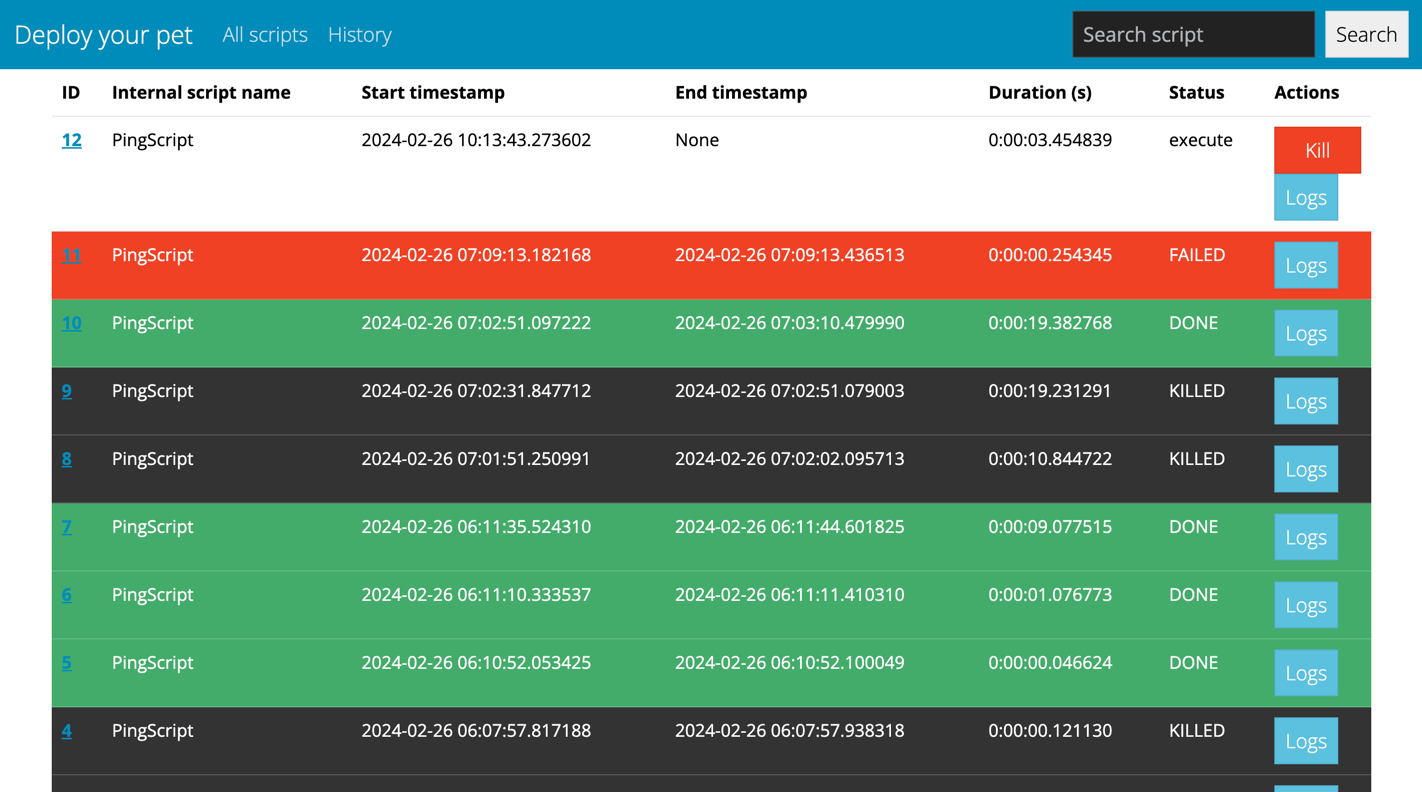 Deploy your pet All scripts History Search script Search
ID Internal script name Start timestamp End timestamp Duration (s) Status Actions
12 PingScript 2024-02-26 10:13:43.273602 None 0:00:03.454839 execute Kill
Logs
11 PingScript 2024-02-26 07:09:13.182168 2024-02-26 07:09:13.436513 0:00:00.254345 FAILED Logs
10 PingScript 2024-02-26 07:02:51.097222 2024-02-26 07:03:10.479990 0:00:19.382768 DONE Logs
9 PingScript 2024-02-26 07:02:31.847712 2024-02-26 07:02:51.079003 0:00:19.231291 KILLED Logs
8 PingScript 2024-02-26 07:01:51.250991 2024-02-26 07:02:02.095713 0:00:10.844722 KILLED Logs
7 PingScript 2024-02-26 06:11:35.524310 2024-02-26 06:11:44.601825 0:00:09.077515 DONE Logs
6 PingScript 2024-02-26 06:11:10.333537 2024-02-26 06:11:11.410310 0:00:01.076773 DONE Logs
5 PingScript 2024-02-26 06:10:52.053425 2024-02-26 06:10:52.100049 0:00:00.046624 DONE Logs
4 PingScript 2024-02-26 06:07:57.817188 2024-02-26 06:07:57.938318 0:00:00.121130 KILLED Logs